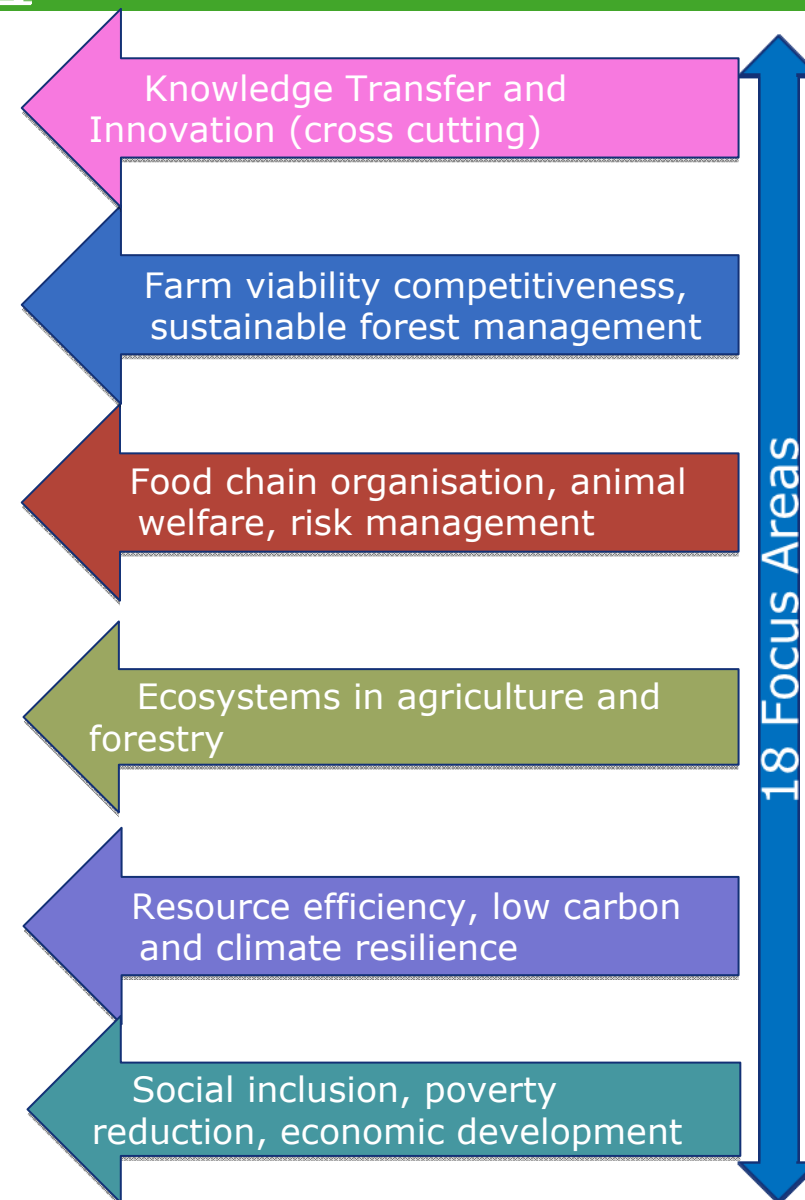 Knowledge Transfer and
Innovation (cross cutting)
Farm viability competitiveness,
sustainable forest management
Food chain organisation, animal
welfare, risk management
Ecosystems in agriculture and
forestry
Resource efficiency, low carbon
and climate resilience
Social inclusion, poverty
reduction, economic development
18 Focus Areas